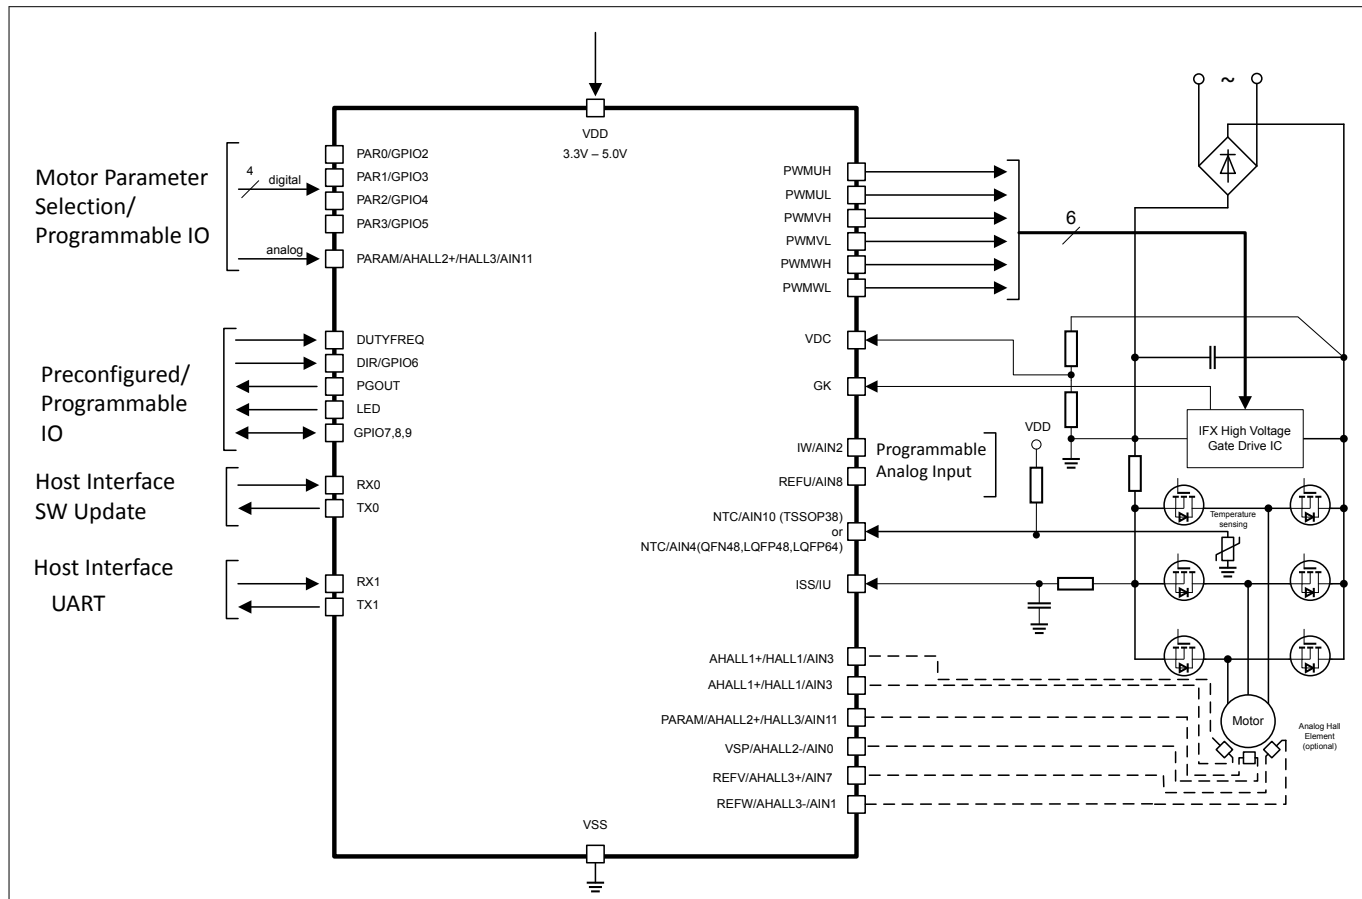 VDD
3.3V – 5.0V
Motor Parameter
Selection/
Programmable IO
4
digital
analog
PAR0/GPIO2
PAR1/GPIO3
PAR2/GPIO4
PAR3/GPIO5
PARAM/AHALL2+/HALL3/AIN11
Preconfigured/
Programmable
IO
DUTYFREQ
DIR/GPIO6
PGOUT
LED
GPIO7,8,9
Host Interface
SW Update
RX0
TX0
Host Interface
UART
RX1
TX1
PWMUH
PWMUL
PWMVH
PWMVL
PWMWH
PWMWL
6
~
VDC
GK
IW/AIN2
REFU/AIN8
Programmable
Analog Input
VDD
IFX High Voltage
Gate Drive IC
NTC/AIN10 (TSSOP38)
or
NTC/AIN4(QFN48,LQFP48,LQFP64)
Temperature
sensing
ISS/IU
AHALL1+/HALL1/AIN3
AHALL1+/HALL1/AIN3
PARAM/AHALL2+/HALL3/AIN11
VSP/AHALL2-/AIN0
REFV/AHALL3+/AIN7
REFW/AHALL3-/AIN1
Motor
Analog Hall
Element
(optional)
VSS